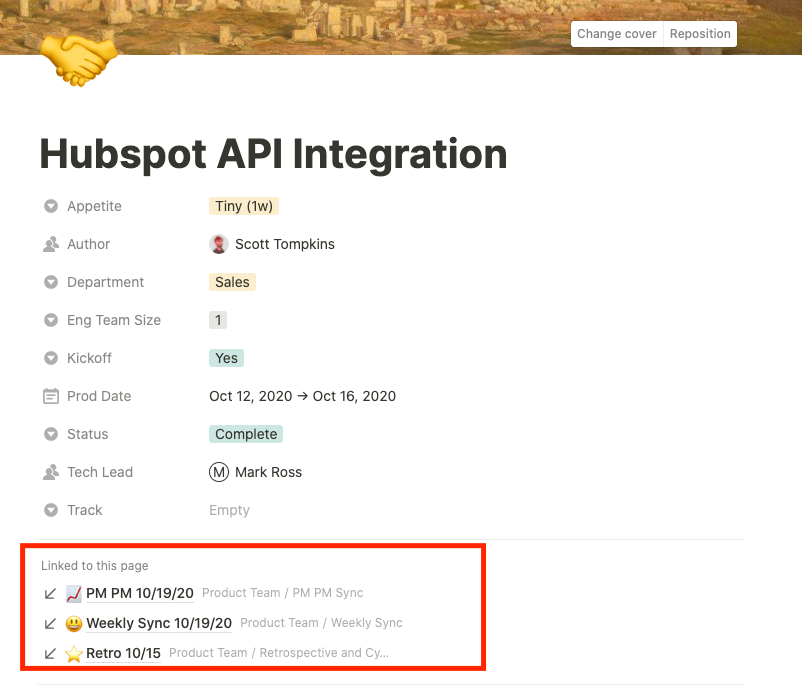 Change cover Reposition
Hubspot API Integration
Appetite Tiny (1w)
Author Scott Tompkins
Department Sales
Eng Team Size 1
Kickoff Yes
Prod Date Oct 12, 2020 → Oct 16, 2020
Status Complete
Tech Lead M Mark Ross
Track Empty
Linked to this page
PM PM 10/19/20 Product Team / PM PM Sync
Weekly Sync 10/19/20 Product Team / Weekly Sync
Retro 10/15 Product Team / Retrospective and Cy...